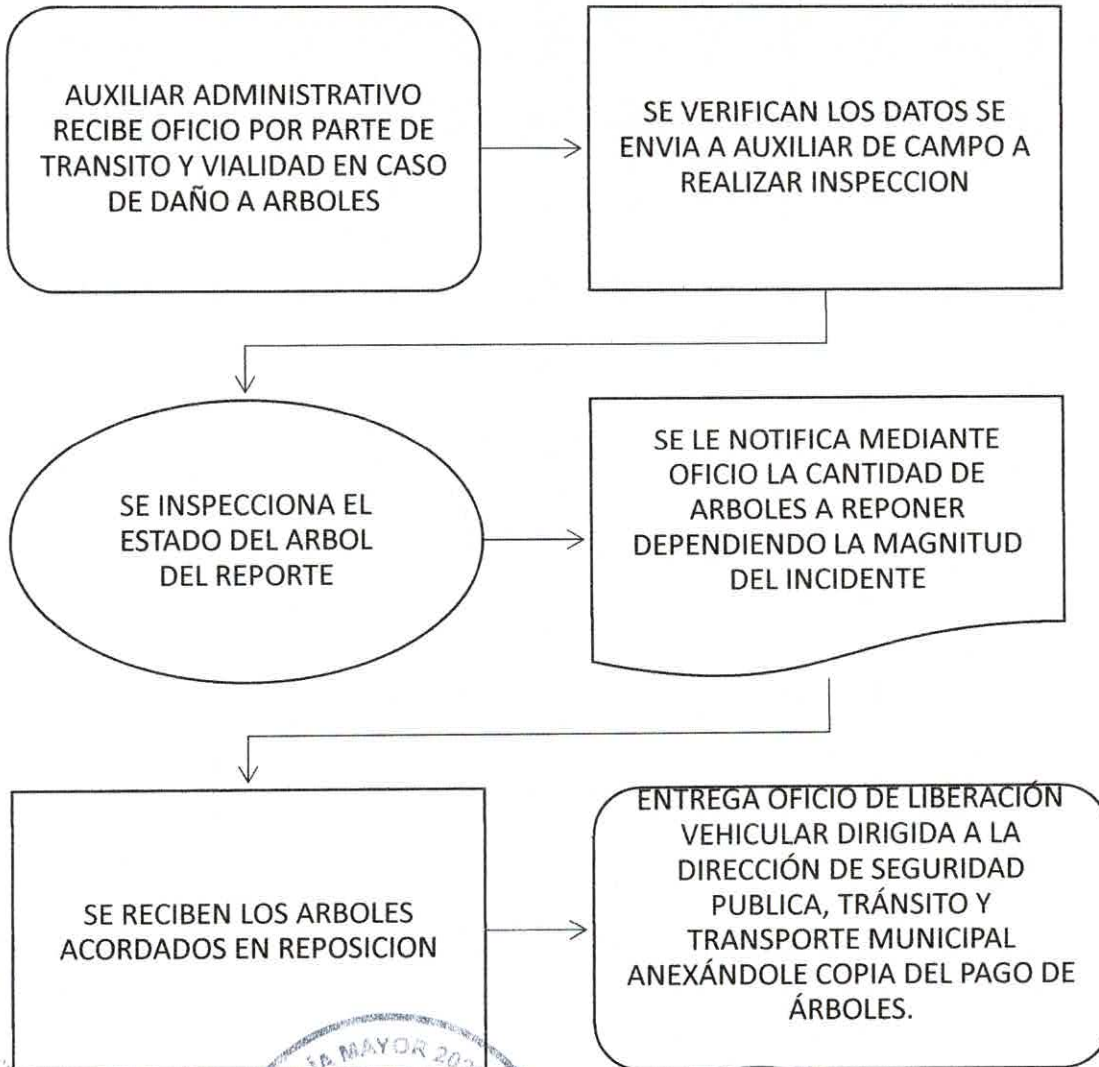 AUXILIAR ADMINISTRATIVO
RECIBE OFICIO POR PARTE DE
TRANSITO Y VIALIDAD EN CASO
DE DAÑO A ARBOLES
SE VERIFICAN LOS DATOS SE
ENVIA A AUXILIAR DE CAMPO A
REALIZAR INSPECCION
SE INSPECCIONA EL
ESTADO DEL ARBOL
DEL REPORTE
SE LE NOTIFICA MEDIANTE
OFICIO LA CANTIDAD DE
ARBOLES A REPONER
DEPENDIENDO LA MAGNITUD
DEL INCIDENTE
SE RECIBEN LOS ARBOLES
ACORDADOS EN REPOSICION
ENTREGA OFICIO DE LIBERACIÓN
VEHICULAR DIRIGIDA A LA
DIRECCIÓN DE SEGURIDAD
PUBLICA, TRÁNSITO Y
TRANSPORTE MUNICIPAL
ANEXÁNDOLE COPIA DEL PAGO DE
ÁRBOLES.
MAYOR